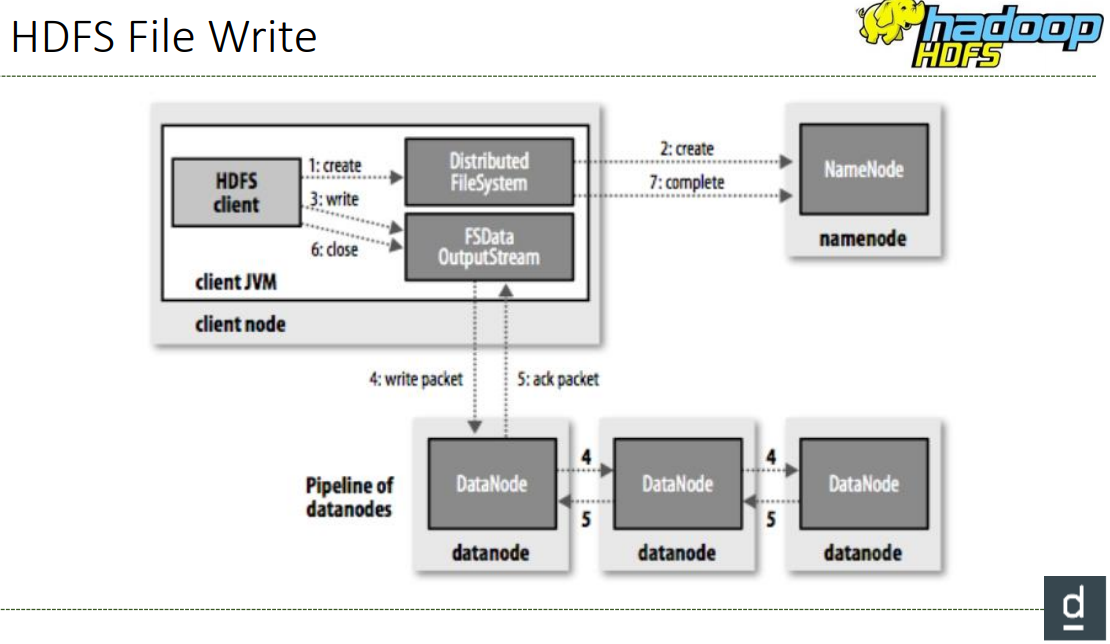 HDFS File Write
hadoop
HDFS
HDFS
client
1: create
3: write
6: close
Distributed
FileSystem
FSData
OutputStream
client JVM
client node
2: create
7: complete
NameNode
namenode
4: write packet
5: ack packet
Pipeline of
datanodes
DataNode
datanode
4
5
DataNode
datanode
4
5
DataNode
datanode
d